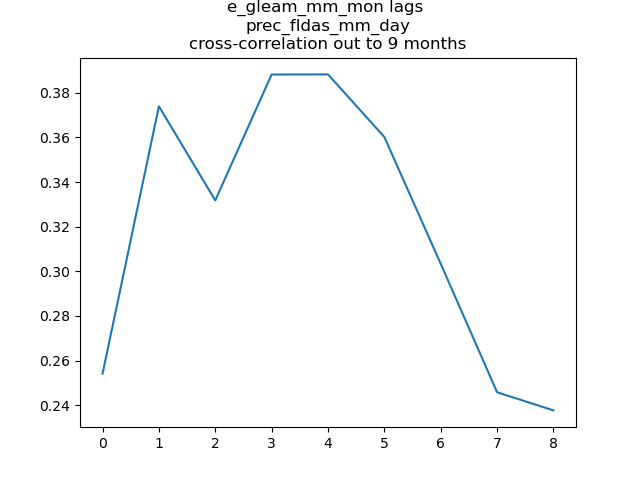 e_gleam_mm_mon lags
prec_fldas_mm_day
cross-correlation out to 9 months
0.38
0.36
0.34
0.32
0.30
0.28
0.26
0.24
0 1 2 3 4 5 6 7 8